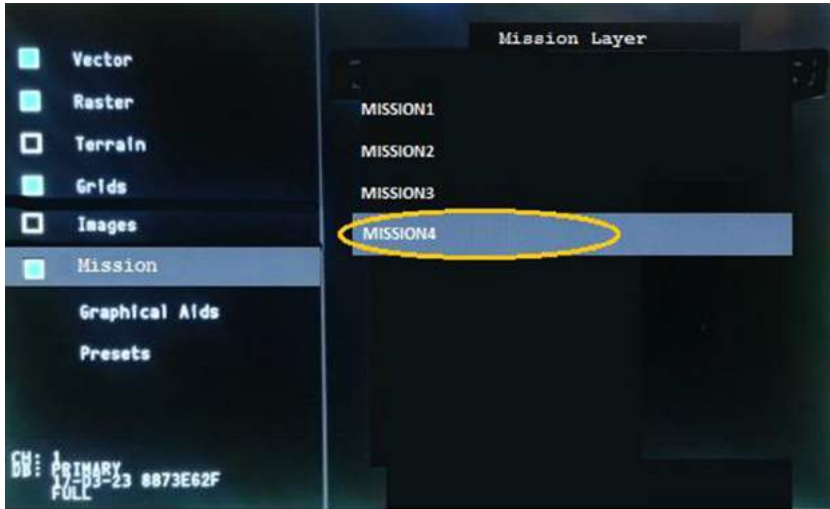 Mission Layer
Vector
Raster
Terrain
Grids
Images
Mission
Graphical Aids
Presets
MISSION1
MISSION2
MISSION3
MISSION4
CH: 1
DB: PRIMARY
17-03-23 8873E62F
FULL